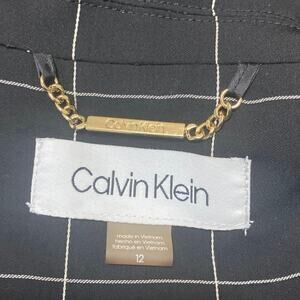 Calvin Klein
Calvin Klein
made in Vietnam
hecho en Vietnam
fabriqué en Vietnam
12